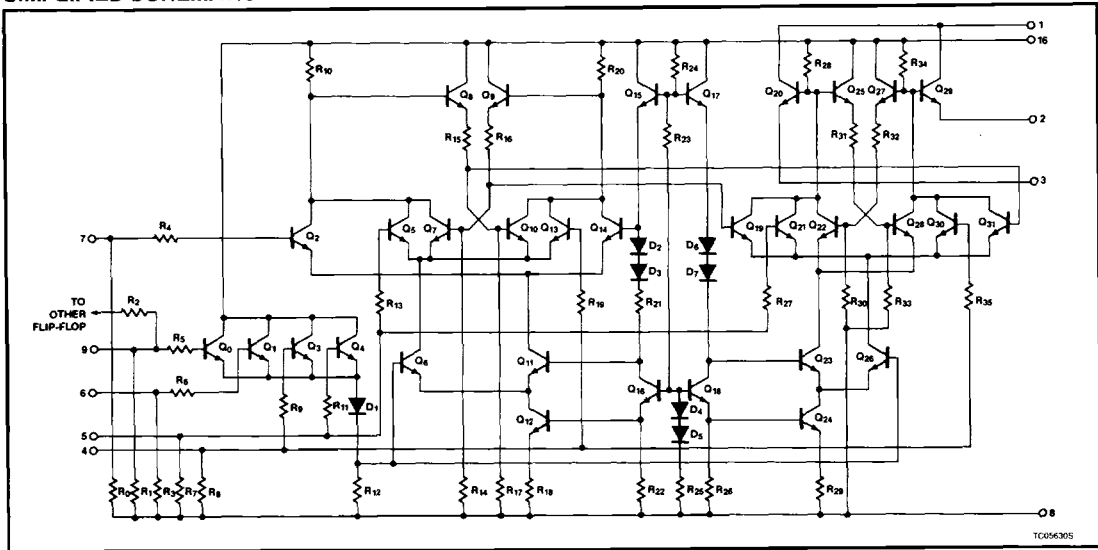 1
16
R10
R20
R24
R28
R34
Q8
Q9
Q15
Q17
Q20
Q25
Q27
Q29
2
R15
R16
R23
R31
R32
3
7
R4
Q2
Q5
Q7
Q10
Q13
Q14
D2
D6
Q19
Q21
Q22
Q28
Q30
Q31
D3
D7
TO
OTHER
FLIP-FLOP
R2
R13
R19
R21
R27
R30
R33
R35
9
R5
Q0
Q1
Q3
Q4
Q6
Q11
Q23
Q26
6
R6
R9
R11
D1
Q12
Q16
Q18
D4
Q24
5
4
D5
R0
R1
R3
R7
R8
R12
R14
R17
R18
R22
R25
R26
R29
8
TC05630S